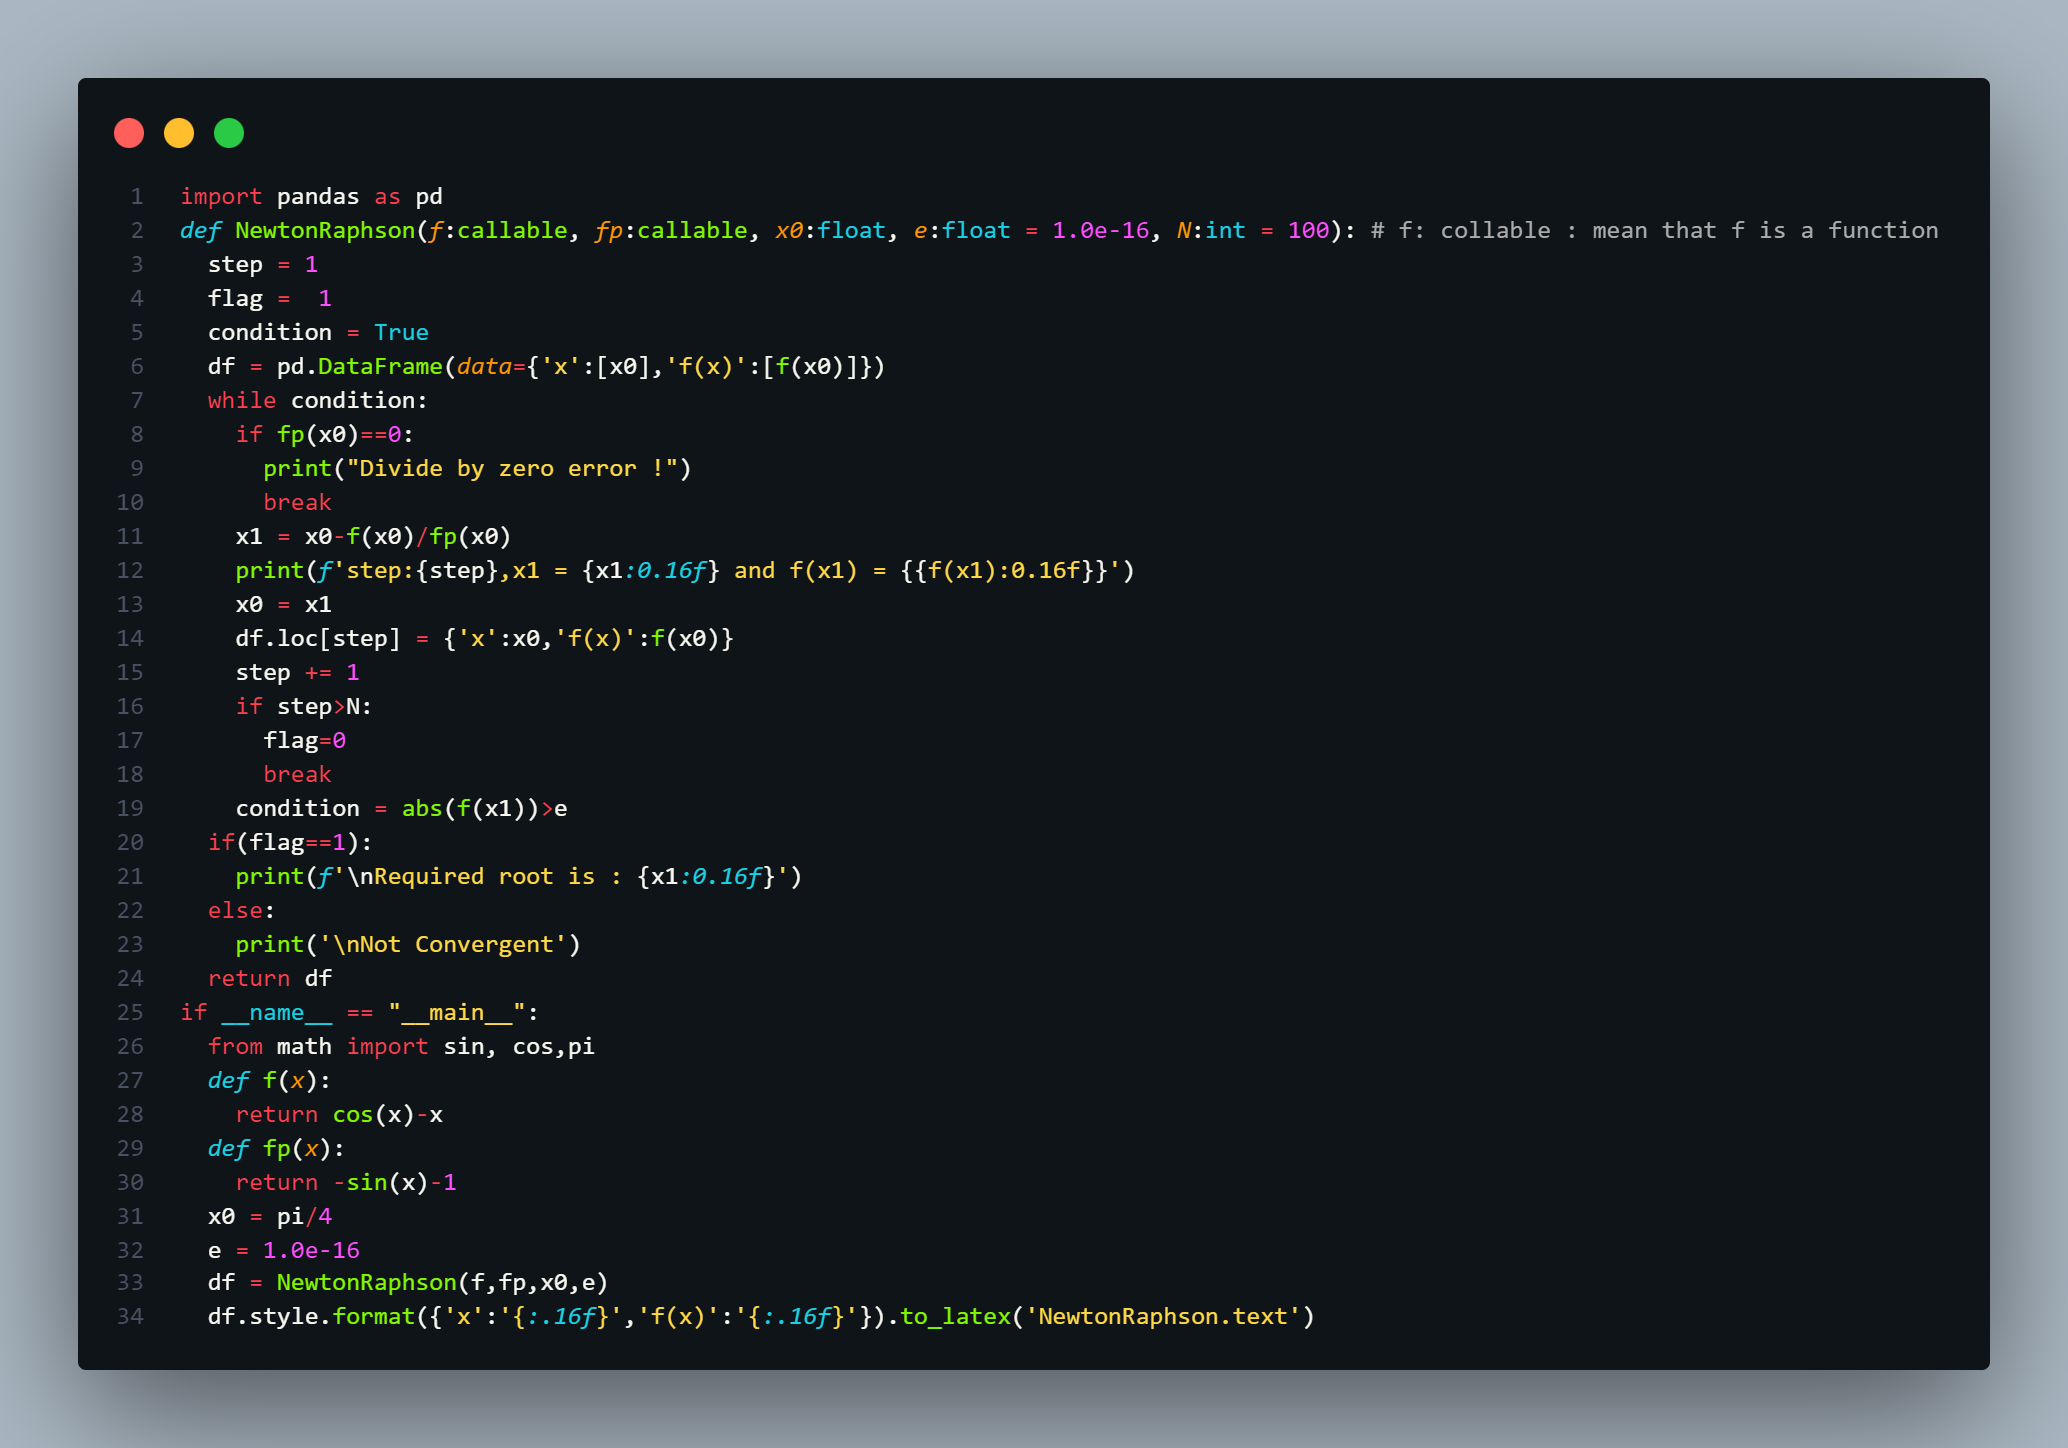 1 import pandas as pd
2 def NewtonRaphson(f:callable, fp:callable, x0:float, e:float = 1.0e-16, N:int = 100): # f: collable : mean that f is a function
3   step = 1
4   flag =  1
5   condition = True
6   df = pd.DataFrame(data={'x':[x0],'f(x)':[f(x0)]})
7   while condition:
8     if fp(x0)==0:
9       print("Divide by zero error !")
10       break
11     x1 = x0-f(x0)/fp(x0)
12     print(f'step:{step},x1 = {x1:0.16f} and f(x1) = {{f(x1):0.16f}}')
13     x0 = x1
14     df.loc[step] = {'x':x0,'f(x)':f(x0)}
15     step += 1
16     if step>N:
17       flag=0
18       break
19     condition = abs(f(x1))>e
20   if(flag==1):
21     print(f'\nRequired root is : {x1:0.16f}')
22   else:
23     print('\nNot Convergent')
24   return df
25 if __name__ == "__main__":
26   from math import sin, cos,pi
27   def f(x):
28     return cos(x)-x
29   def fp(x):
30     return -sin(x)-1
31   x0 = pi/4
32   e = 1.0e-16
33   df = NewtonRaphson(f,fp,x0,e)
34   df.style.format({'x':'{:.16f}','f(x)':'{:.16f}'}).to_latex('NewtonRaphson.text')